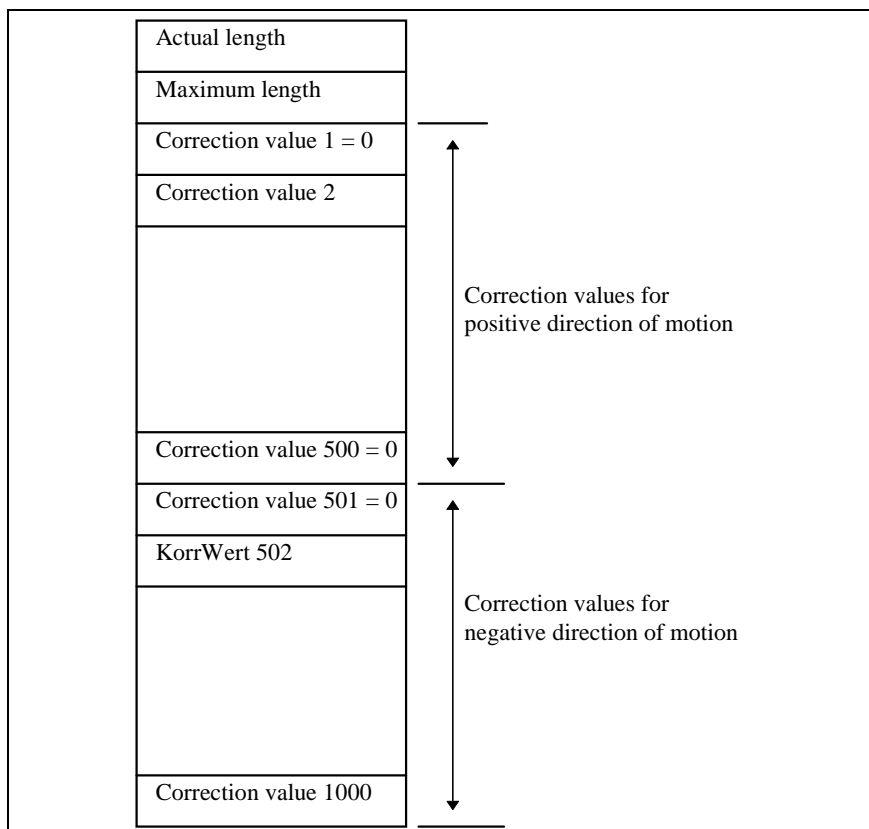 Actual length
Maximum length
Correction value 1 = 0
Correction value 2
Correction values for
positive direction of motion
Correction value 500 = 0
Correction value 501 = 0
KorrWert 502
Correction values for
negative direction of motion
Correction value 1000